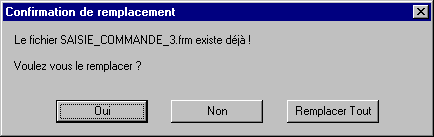 Confirmation de remplacement
Le fichier SAISIE_COMMANDE_3.frm existe déjà !
Voulez vous le remplacer ?
Oui
Non
Remplacer Tout